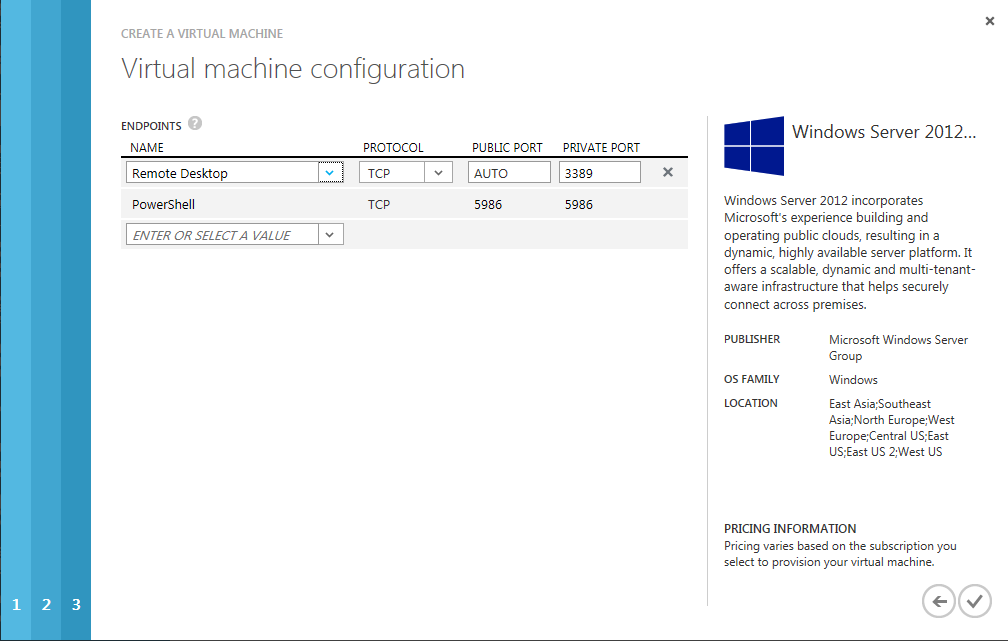 CREATE A VIRTUAL MACHINE
Virtual machine configuration
ENDPOINTS ?
NAME PROTOCOL PUBLIC PORT PRIVATE PORT
Remote Desktop TCP AUTO 3389
PowerShell TCP 5986 5986
ENTER OR SELECT A VALUE
Windows Server 2012...
Windows Server 2012 incorporates
Microsoft's experience building and
operating public clouds, resulting in a
dynamic, highly available server platform. It
offers a scalable, dynamic and multi-tenant-
aware infrastructure that helps securely
connect across premises.
PUBLISHER Microsoft Windows Server
Group
OS FAMILY Windows
LOCATION East Asia;Southeast
Asia;North Europe;West
Europe;Central US;East
US;East US 2;West US
PRICING INFORMATION
Pricing varies based on the subscription you
select to provision your virtual machine.
1 2 3